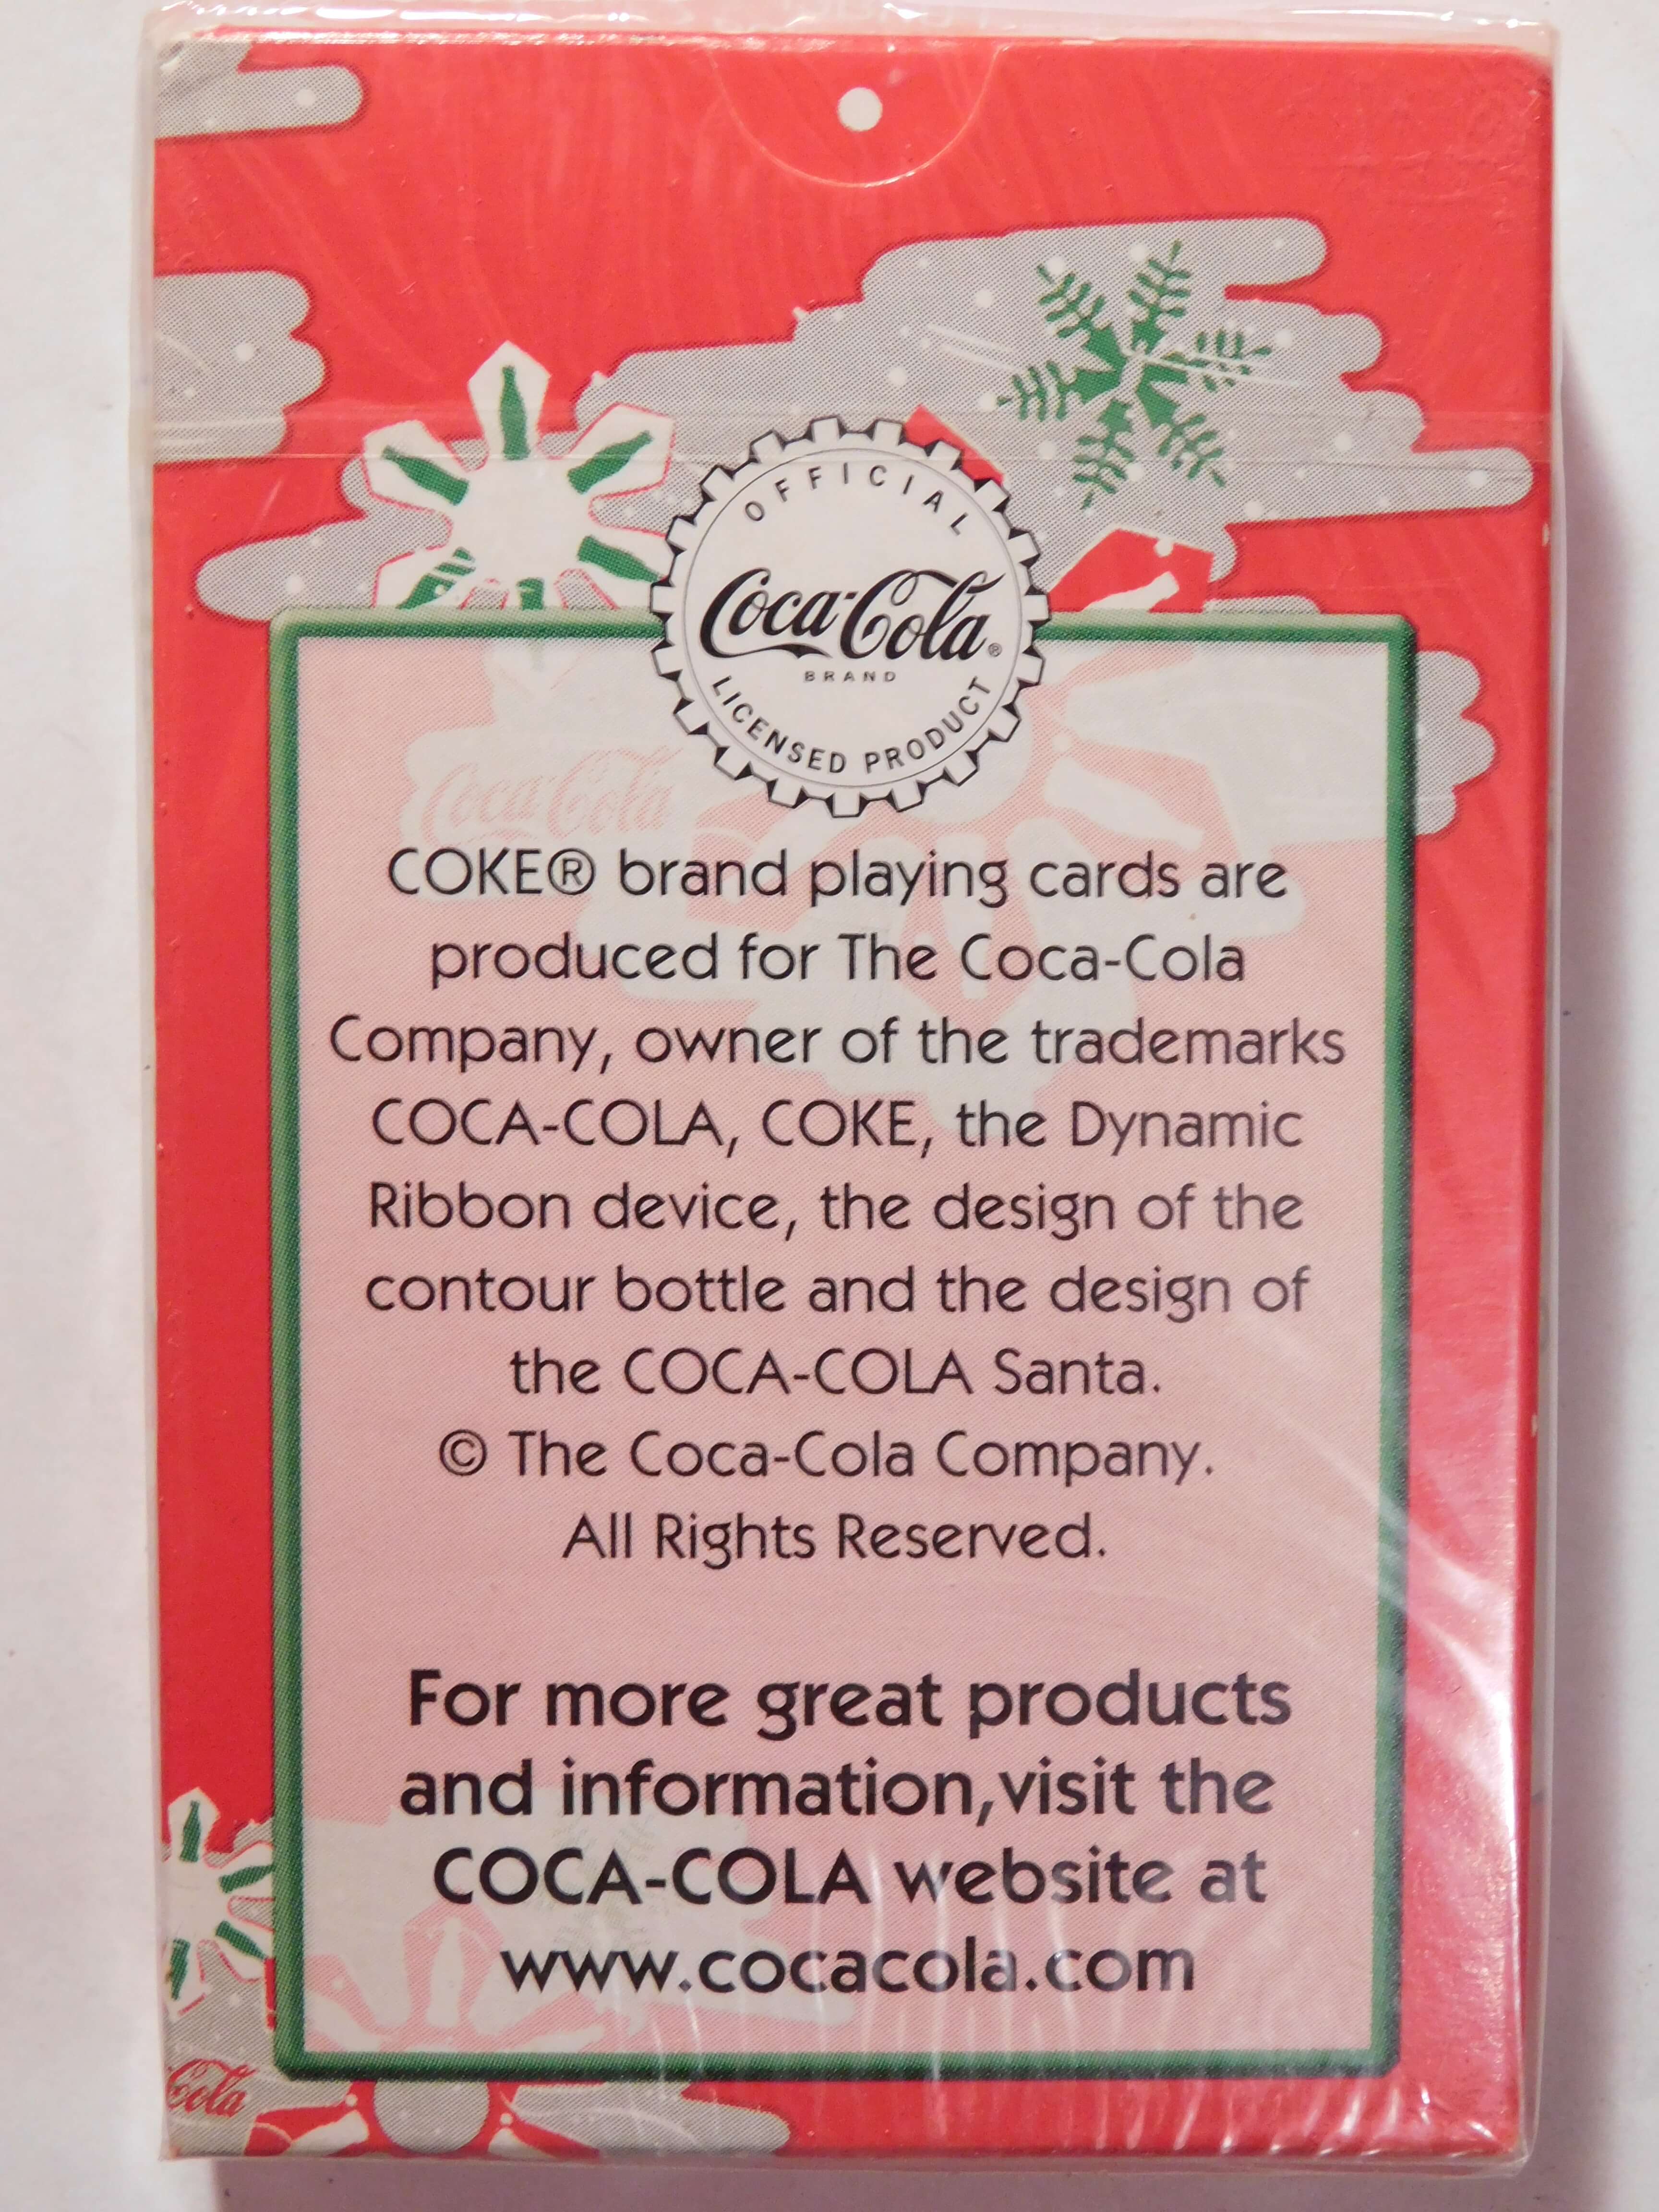 OFFICIAL
Coca-Cola®
BRAND
LICENSED PRODUCT
Coca-Cola
COKE® brand playing cards are
produced for The Coca-Cola
Company, owner of the trademarks
COCA-COLA, COKE, the Dynamic
Ribbon device, the design of the
contour bottle and the design of
the COCA-COLA Santa.
© The Coca-Cola Company.
All Rights Reserved.
For more great products
and information,visit the
COCA-COLA website at
www.cocacola.com
Cola